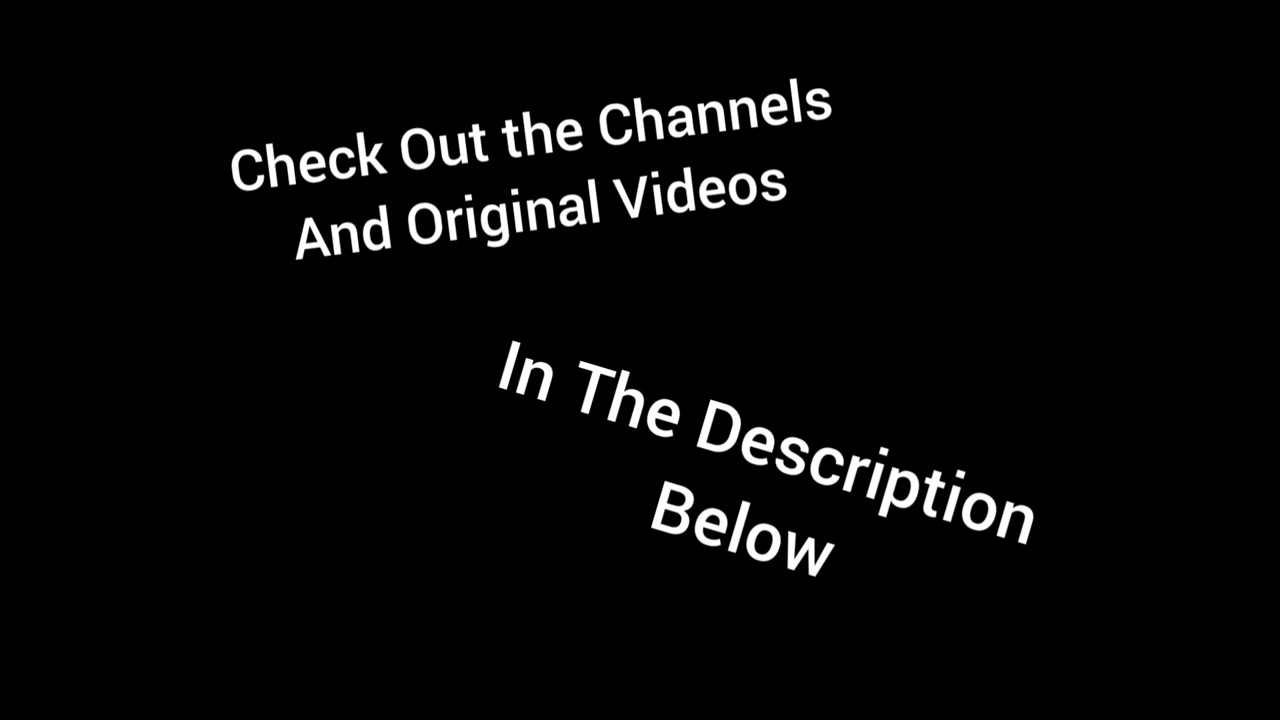 Check Out the Channels
And Original Videos
In The Description
Below